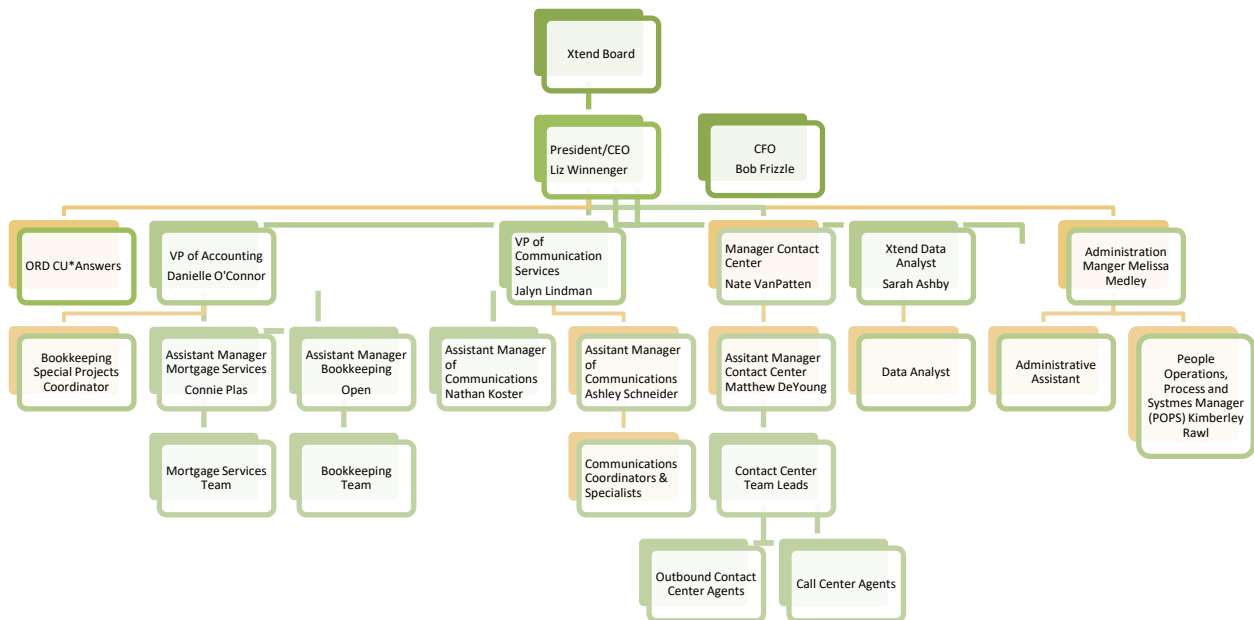 Xtend Board
President/CEO
Liz Winnenger
CFO
Bob Frizzle
ORD CU*Answers
VP of Accounting
Danielle O'Connor
VP of
Communication
Services
Jalyn Lindman
Manager Contact
Center
Nate VanPatten
Xtend Data
Analyst
Sarah Ashby
Administration
Manger Melissa
Medley
Bookkeeping
Special Projects
Coordinator
Assistant Manager
Mortgage Services
Connie Plas
Assistant Manager
Bookkeeping
Open
Assistant Manager
of
Communications
Nathan Koster
Assitant Manager
of
Communications
Ashley Schneider
Assitant Manager
Contact Center
Matthew DeYoung
Data Analyst
Administrative
Assistant
People
Operations,
Process and
Systmes Manager
(POPS) Kimberley
Rawl
Mortgage Services
Team
Bookkeeping
Team
Communications
Coordinators &
Specialists
Contact Center
Team Leads
Outbound Contact
Center Agents
Call Center Agents